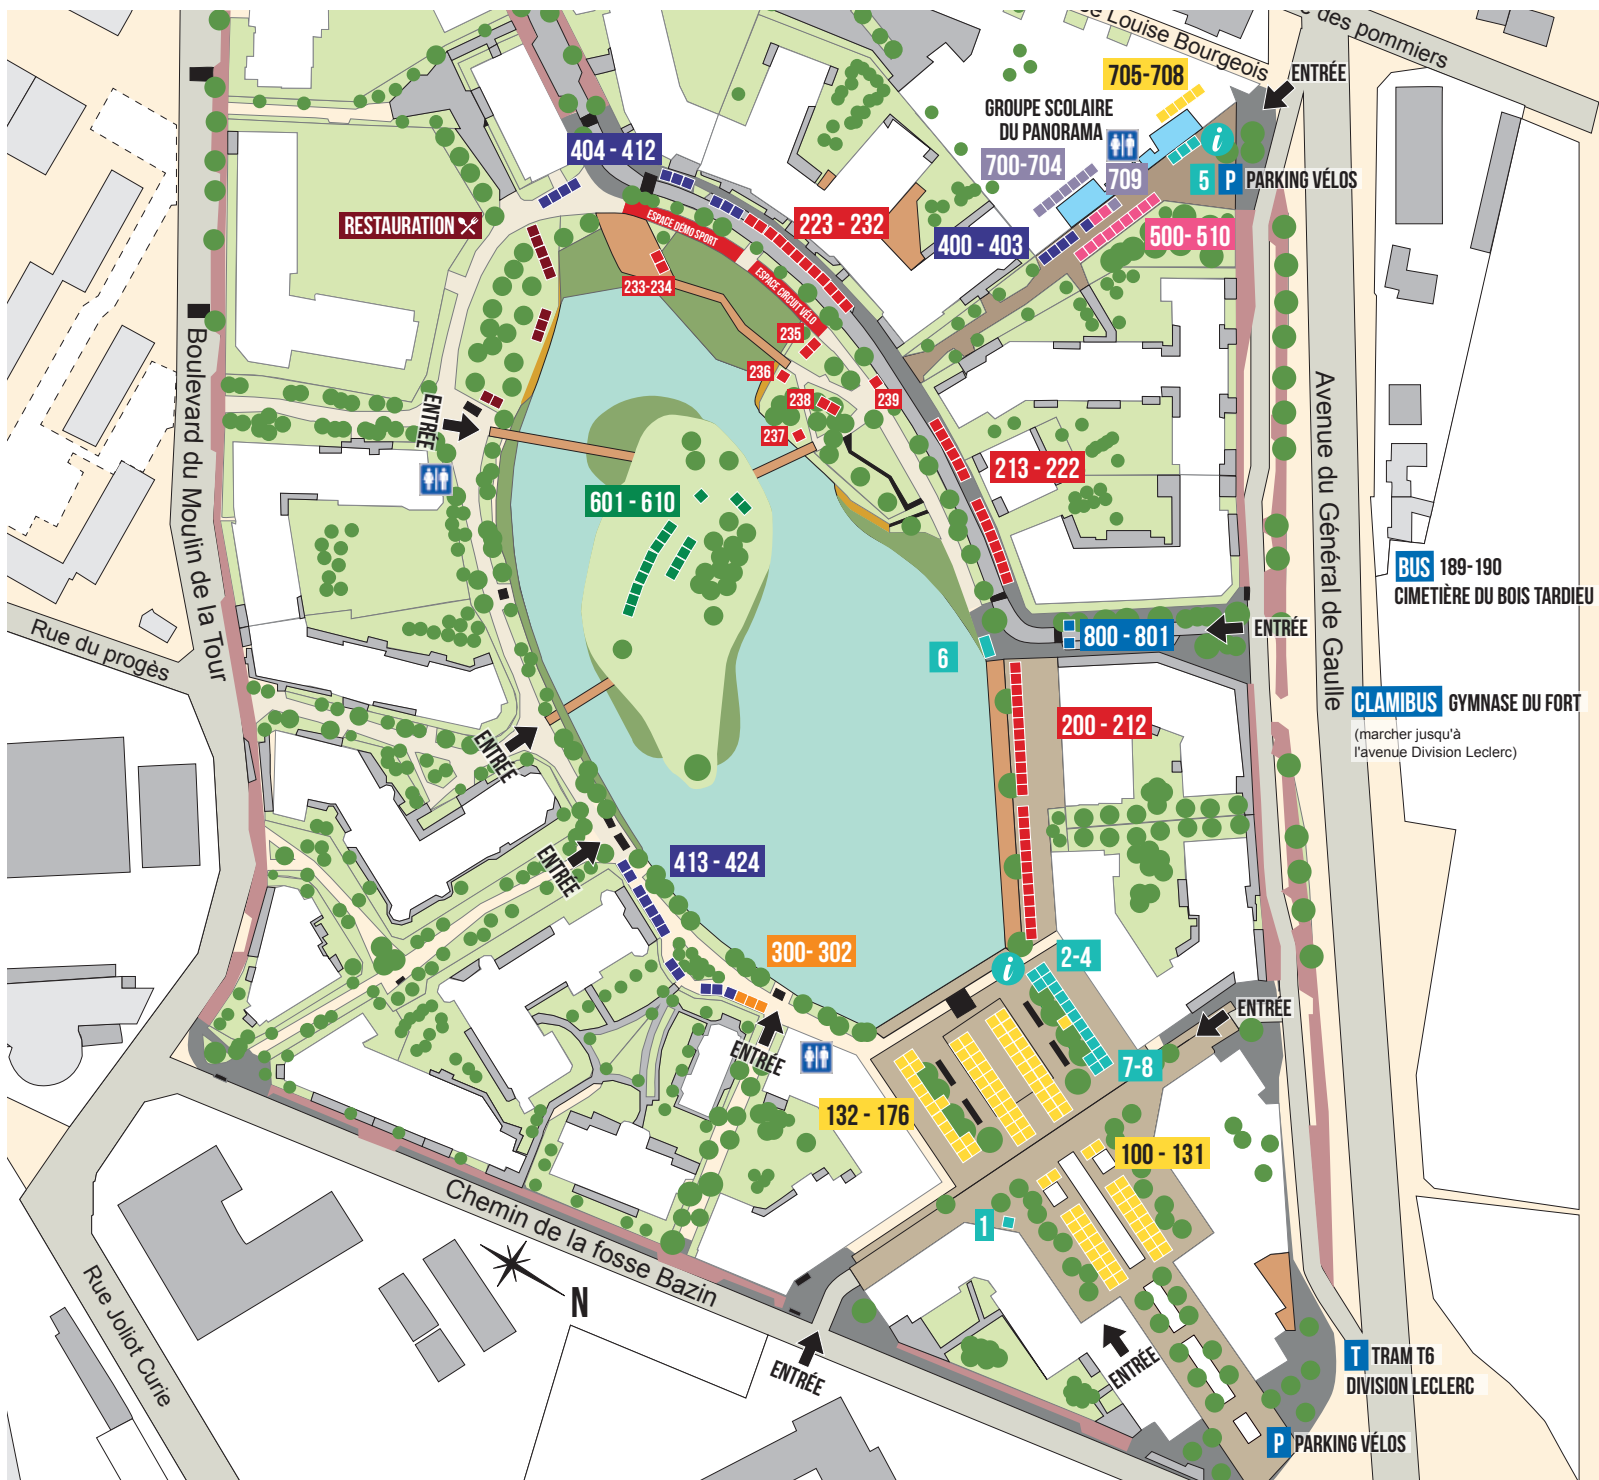 e Louise Bourgeois
e des pommiers
705-708
ENTRÉE
GROUPE SCOLAIRE
DU PANORAMA
i
404 - 412
700-704
709
5 P PARKING VÉLOS
RESTAURATION
ESPACE DÉMO SPORT
223 - 232
400 - 403
500- 510
233-234
ESPACE CIRCUIT VÉLO
235
236
238
239
237
Boulevard du Moulin de la Tour
ENTRÉE
Avenue du Général de Gaulle
213 - 222
601 - 610
BUS 189-190
CIMETIÈRE DU BOIS TARDIEU
Rue du progès
6
800 - 801
ENTRÉE
CLAMIBUS GYMNASE DU FORT
(marcher jusqu'à
l'avenue Division Leclerc)
200 - 212
ENTRÉE
ENTRÉE
413 - 424
300- 302
i
2-4
ENTRÉE
ENTRÉE
7-8
132 - 176
100 - 131
1
Chemin de la fosse Bazin
N
Rue Joliot Curie
ENTRÉE
ENTRÉE
T TRAM T6
DIVISION LECLERC
P PARKING VÉLOS